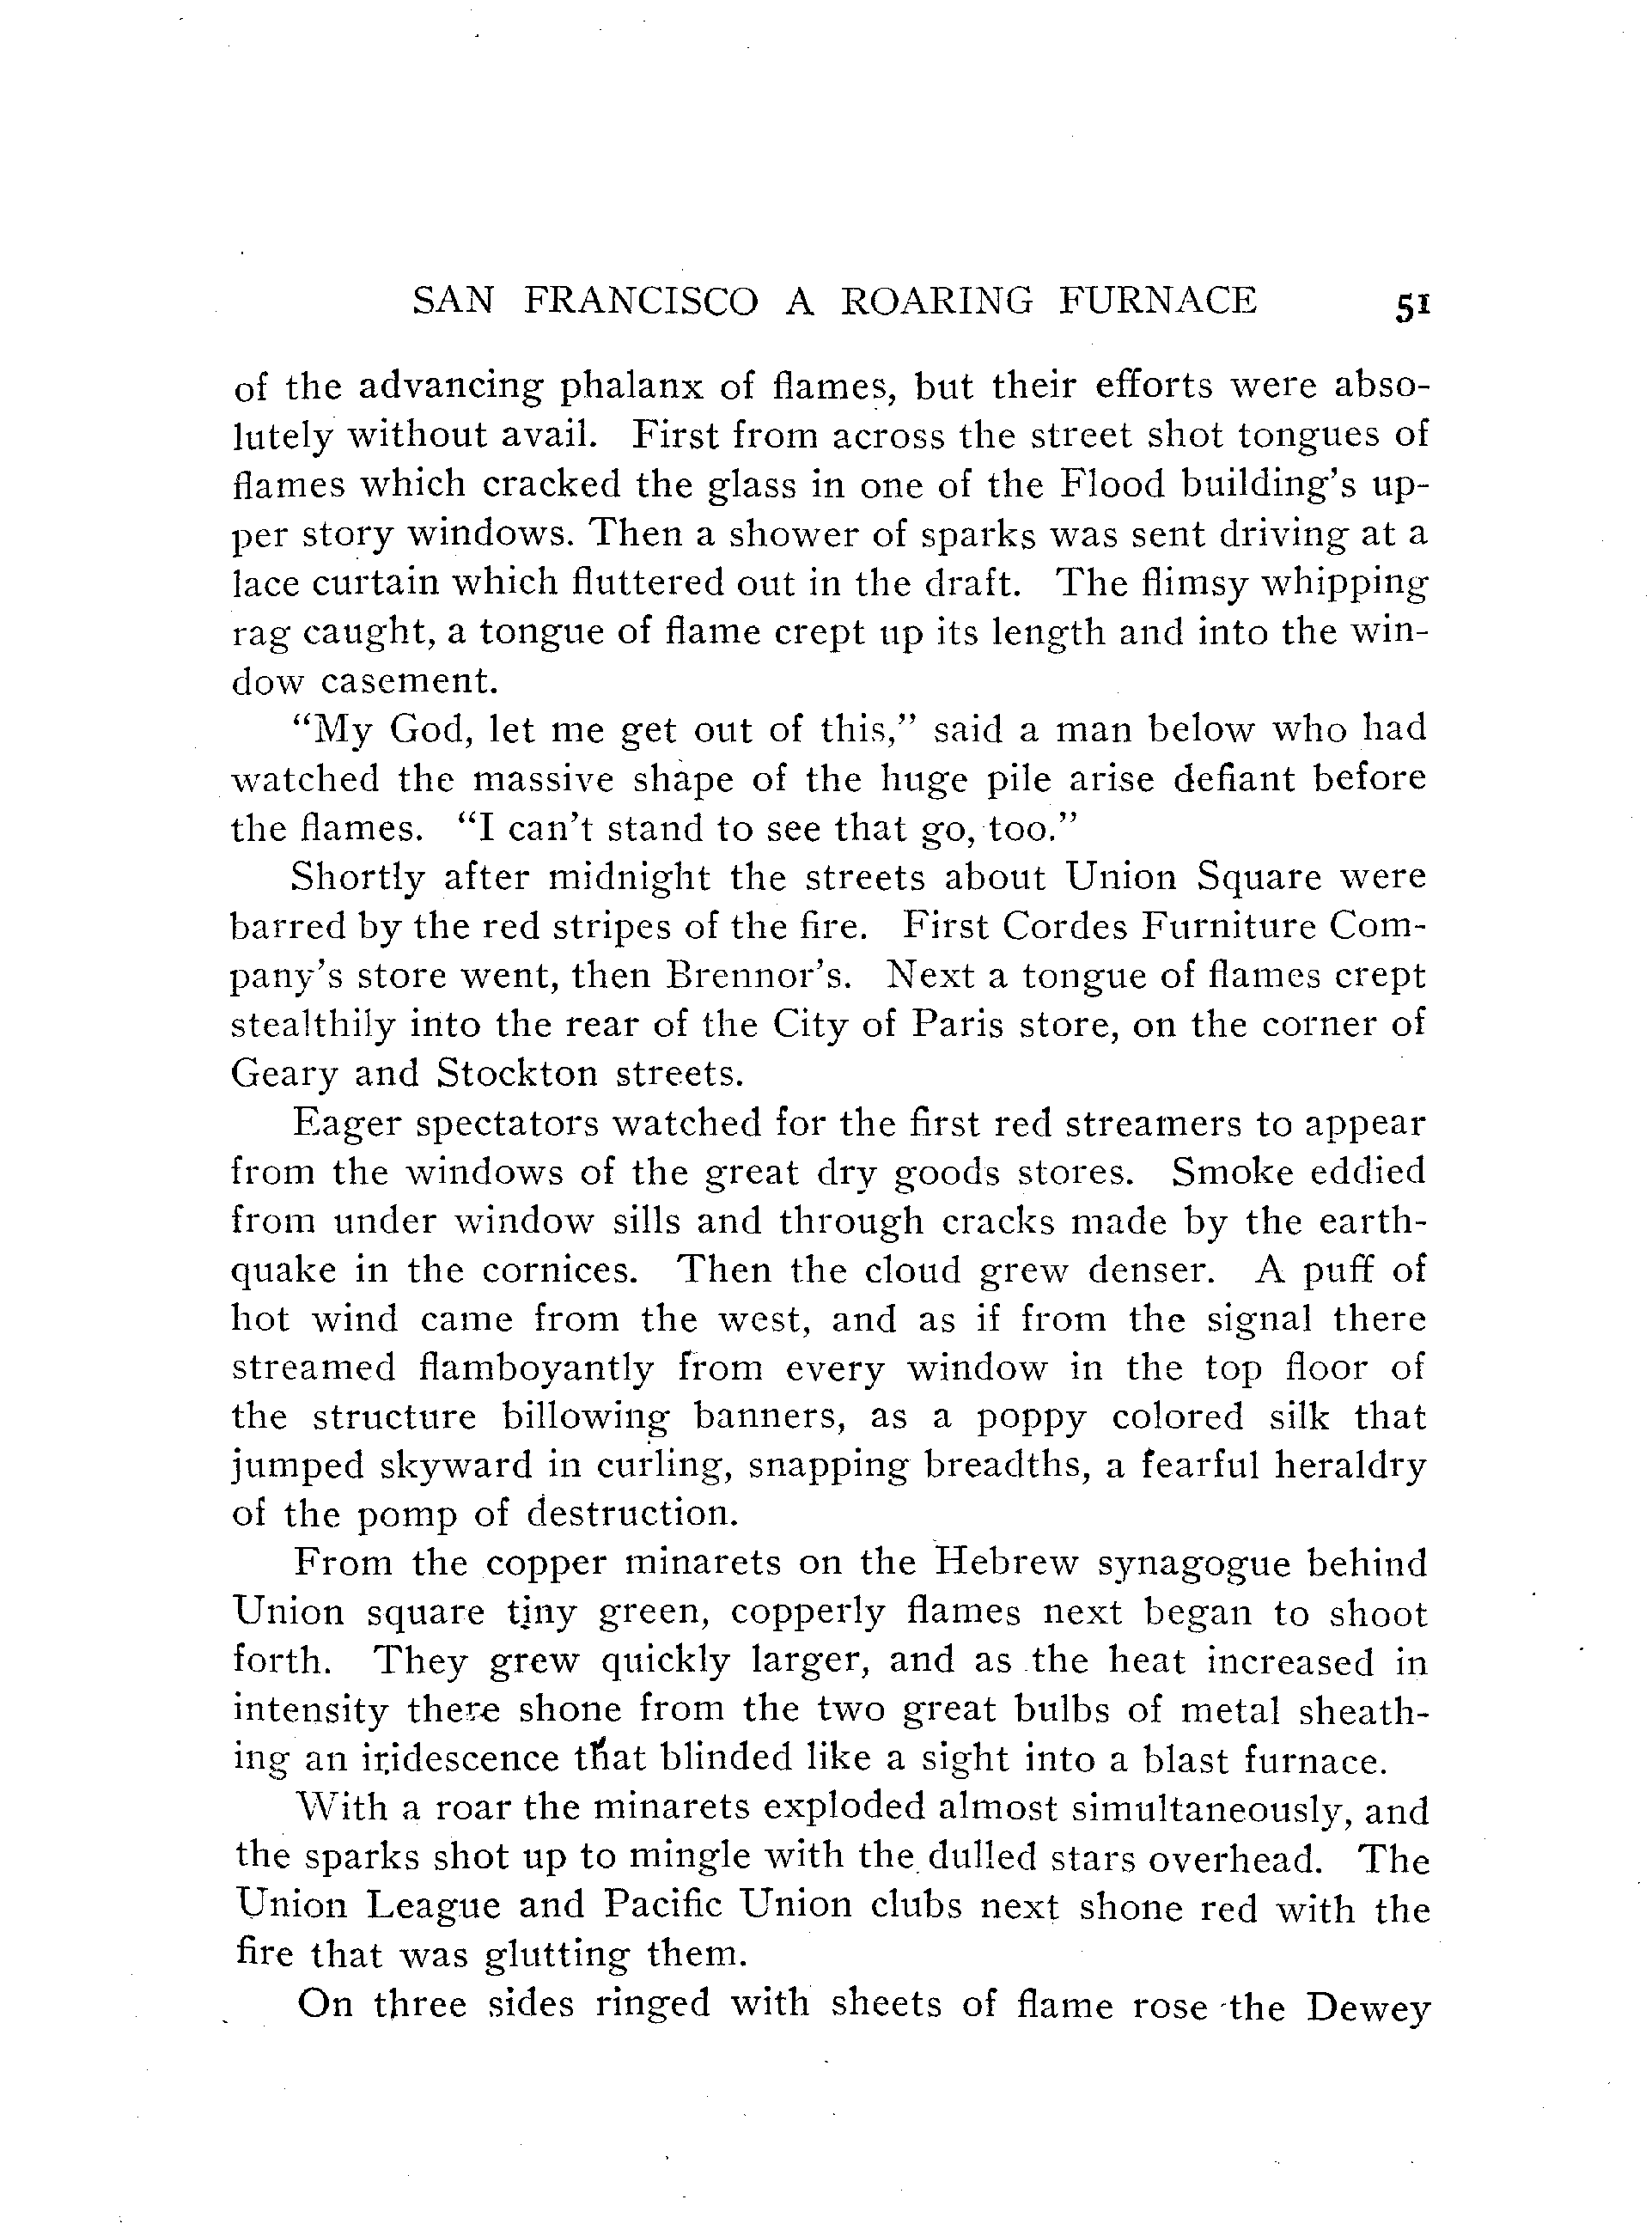 SAN FRANCISCO A ROARING FURNACE 51
of the advancing phalanx of flames, but their efforts were abso-
lutely without avail. First from across the street shot tongues of
flames which cracked the glass in one of the Flood building's up-
per story windows. Then a shower of sparks was sent driving at a
lace curtain which fluttered out in the draft. The flimsy whipping
rag caught, a tongue of flame crept up its length and into the win-
dow casement.
"My God, let me get out of this," said a man below who had
watched the massive shape of the huge pile arise defiant before
the flames. "I can't stand to see that go, too."
Shortly after midnight the streets about Union Square were
barred by the red stripes of the fire. First Cordes Furniture Com-
pany's store went, then Brennor's. Next a tongue of flames crept
stealthily into the rear of the City of Paris store, on the corner of
Geary and Stockton streets.
Eager spectators watched for the first red streamers to appear
from the windows of the great dry goods stores. Smoke eddied
from under window sills and through cracks made by the earth-
quake in the cornices. Then the cloud grew denser. A puff of
hot wind came from the west, and as if from the signal there
streamed flamboyantly from every window in the top floor of
the structure billowing banners, as a poppy colored silk that
jumped skyward in curling, snapping breadths, a fearful heraldry
of the pomp of destruction.
From the copper minarets on the Hebrew synagogue behind
Union square tiny green, copperly flames next began to shoot
forth. They grew quickly larger, and as the heat increased in
intensity there shone from the two great bulbs of metal sheath-
ing an iridescence that blinded like a sight into a blast furnace.
With a roar the minarets exploded almost simultaneously, and
the sparks shot up to mingle with the dulled stars overhead. The
Union League and Pacific Union clubs next shone red with the
fire that was glutting them.
On three sides ringed with sheets of flame rose the Dewey